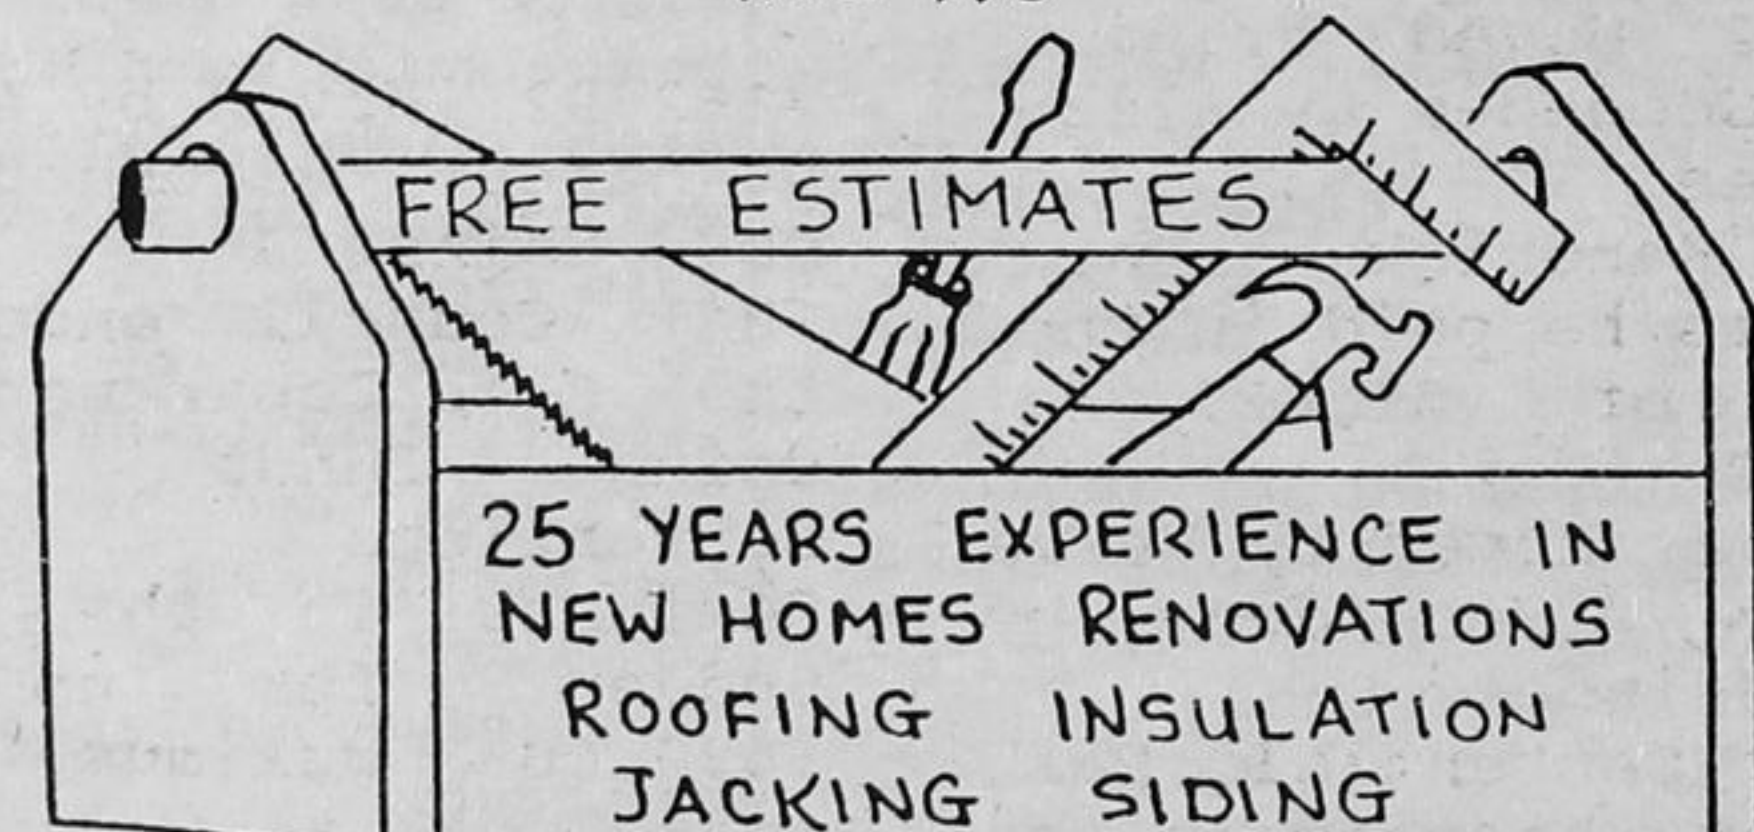 FREE ESTIMATES
25 YEARS EXPERIENCE IN
NEW HOMES RENOVATIONS
ROOFING INSULATION
JACKING SIDING